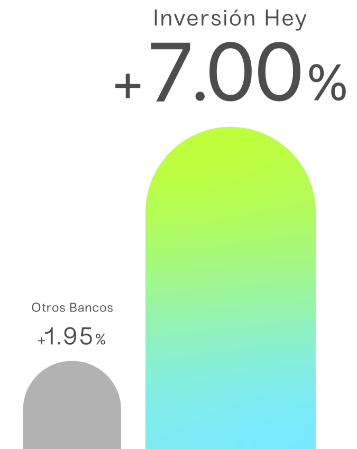 Inversión Hey
+7.00%
Otros Bancos
+1.95%